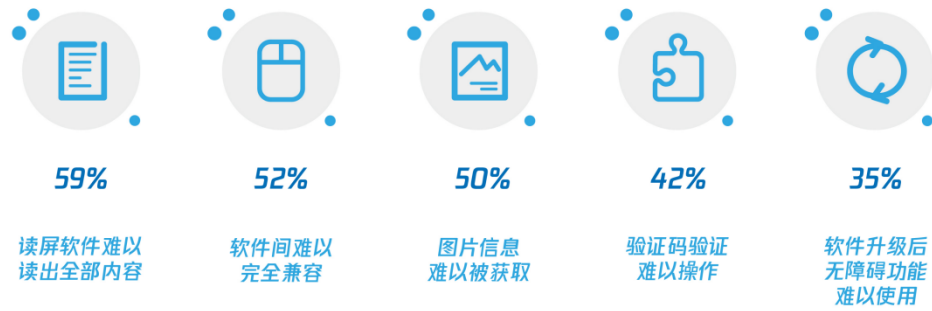 59%
52%
50%
42%
35%
读屏软件难以
读出全部内容
软件间难以
完全兼容
图片信息
难以被获取
验证码验证
难以操作
软件升级后
无障碍功能
难以使用